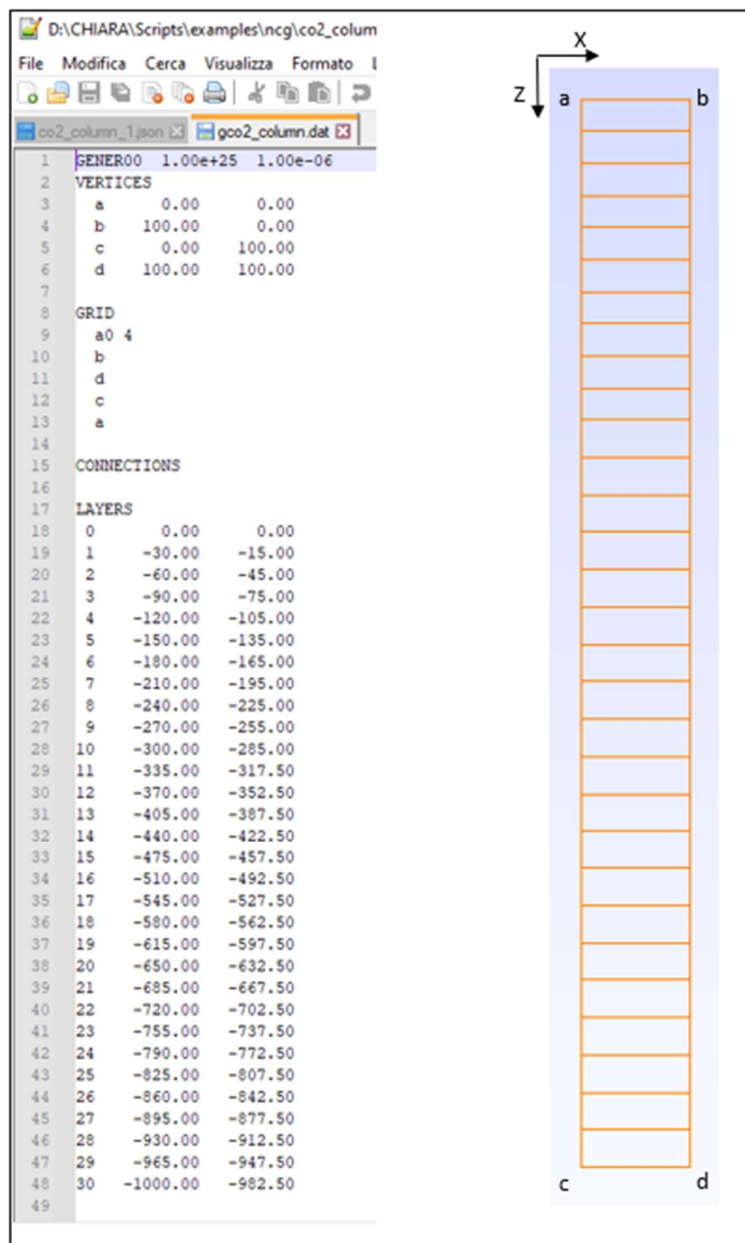 D:\CHIARA\Scripts\examples\ncg\co2_colum
File Modifica Cerca Visualizza Formato
co2_column_1.json gco2_column.dat
1 GENER00 1.00e+25 1.00e-06
2 VERTICES
3 a 0.00 0.00
4 b 100.00 0.00
5 c 0.00 100.00
6 d 100.00 100.00
7
8 GRID
9 a0 4
10 b
11 d
12 c
13 a
14
15 CONNECTIONS
16
17 LAYERS
18 0 0.00 0.00
19 1 -30.00 -15.00
20 2 -60.00 -45.00
21 3 -90.00 -75.00
22 4 -120.00 -105.00
23 5 -150.00 -135.00
24 6 -180.00 -165.00
25 7 -210.00 -195.00
26 8 -240.00 -225.00
27 9 -270.00 -255.00
28 10 -300.00 -285.00
29 11 -335.00 -317.50
30 12 -370.00 -352.50
31 13 -405.00 -387.50
32 14 -440.00 -422.50
33 15 -475.00 -457.50
34 16 -510.00 -492.50
35 17 -545.00 -527.50
36 18 -580.00 -562.50
37 19 -615.00 -597.50
38 20 -650.00 -632.50
39 21 -685.00 -667.50
40 22 -720.00 -702.50
41 23 -755.00 -737.50
42 24 -790.00 -772.50
43 25 -825.00 -807.50
44 26 -860.00 -842.50
45 27 -895.00 -877.50
46 28 -930.00 -912.50
47 29 -965.00 -947.50
48 30 -1000.00 -982.50
49
X
Z
a b
c d